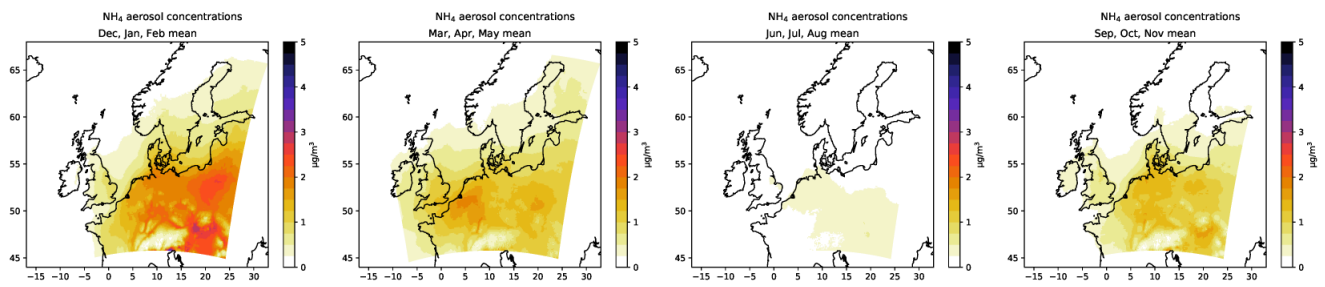 NH₄ aerosol concentrations
Dec, Jan, Feb mean
65
60
55
50
45
−15 −10 −5 0 5 10 15 20 25 30
5
4
3
2
1
0
μg/m³
NH₄ aerosol concentrations
Mar, Apr, May mean
65
60
55
50
45
−15 −10 −5 0 5 10 15 20 25 30
5
4
3
2
1
0
μg/m³
NH₄ aerosol concentrations
Jun, Jul, Aug mean
65
60
55
50
45
−15 −10 −5 0 5 10 15 20 25 30
5
4
3
2
1
0
μg/m³
NH₄ aerosol concentrations
Sep, Oct, Nov mean
65
60
55
50
45
−15 −10 −5 0 5 10 15 20 25 30
5
4
3
2
1
0
μg/m³